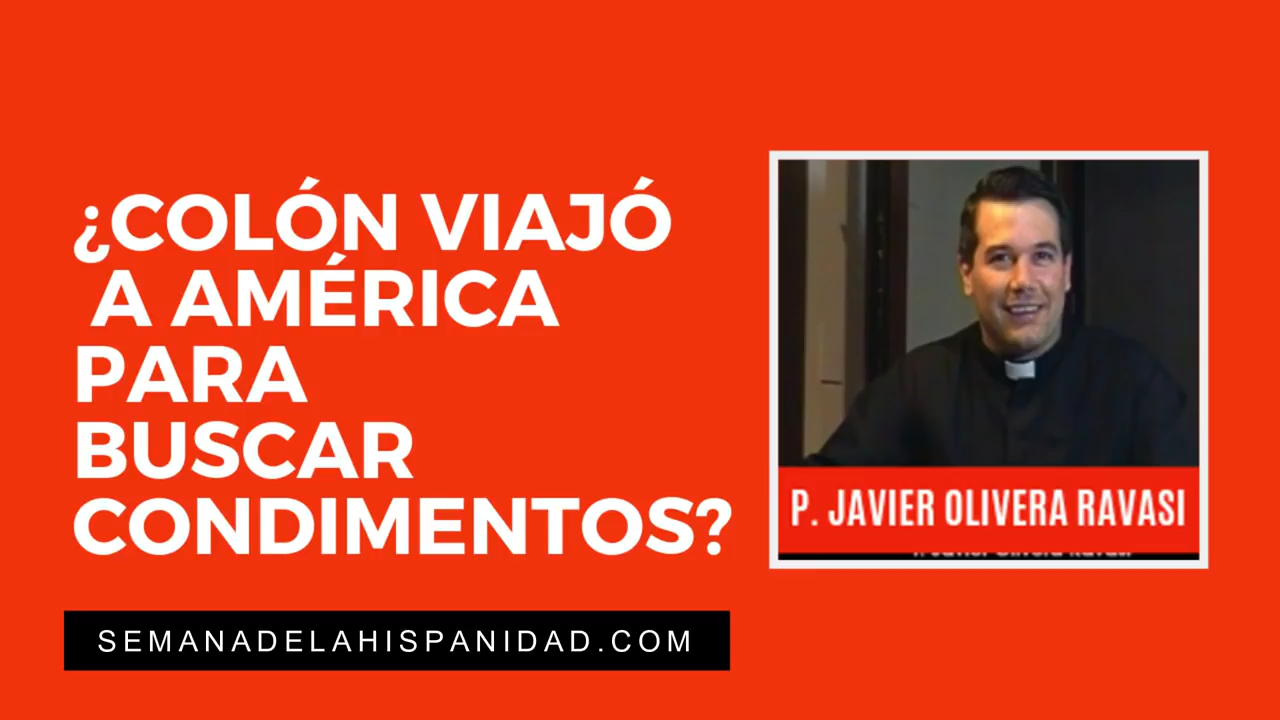 ¿COLÓN VIAJÓ
A AMÉRICA
PARA
BUSCAR
CONDIMENTOS?
SEMANADELAHISPANIDAD.COM
P. JAVIER OLIVERA RAVASI